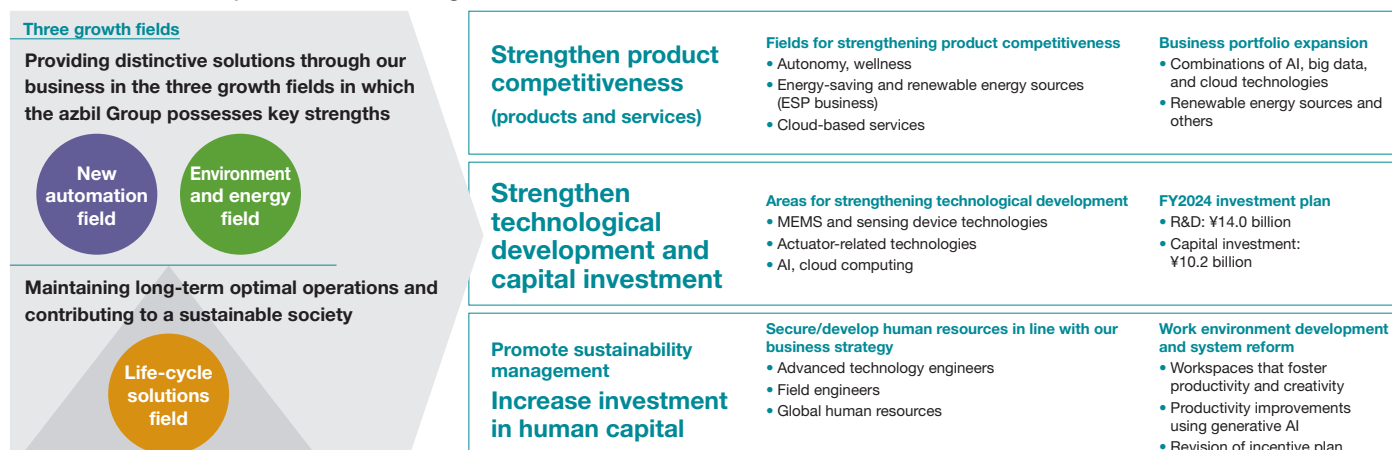 Three growth fields
Providing distinctive solutions through our
business in the three growth fields in which
the azbil Group possesses key strengths
New
automation
field
Environment
and energy
field
Maintaining long-term optimal operations and
contributing to a sustainable society
Life-cycle
solutions
field
Strengthen product
competitiveness
(products and services)
Fields for strengthening product competitiveness
• Autonomy, wellness
• Energy-saving and renewable energy sources
(ESP business)
• Cloud-based services
Business portfolio expansion
• Combinations of AI, big data,
and cloud technologies
• Renewable energy sources and
others
Strengthen
technological
development and
capital investment
Areas for strengthening technological development
• MEMS and sensing device technologies
• Actuator-related technologies
• AI, cloud computing
FY2024 investment plan
• R&D: ¥14.0 billion
• Capital investment:
¥10.2 billion
Promote sustainability
management
Increase investment
in human capital
Secure/develop human resources in line with our
business strategy
• Advanced technology engineers
• Field engineers
• Global human resources
Work environment development
and system reform
• Workspaces that foster
productivity and creativity
• Productivity improvements
using generative AI
• Revision of incentive plan